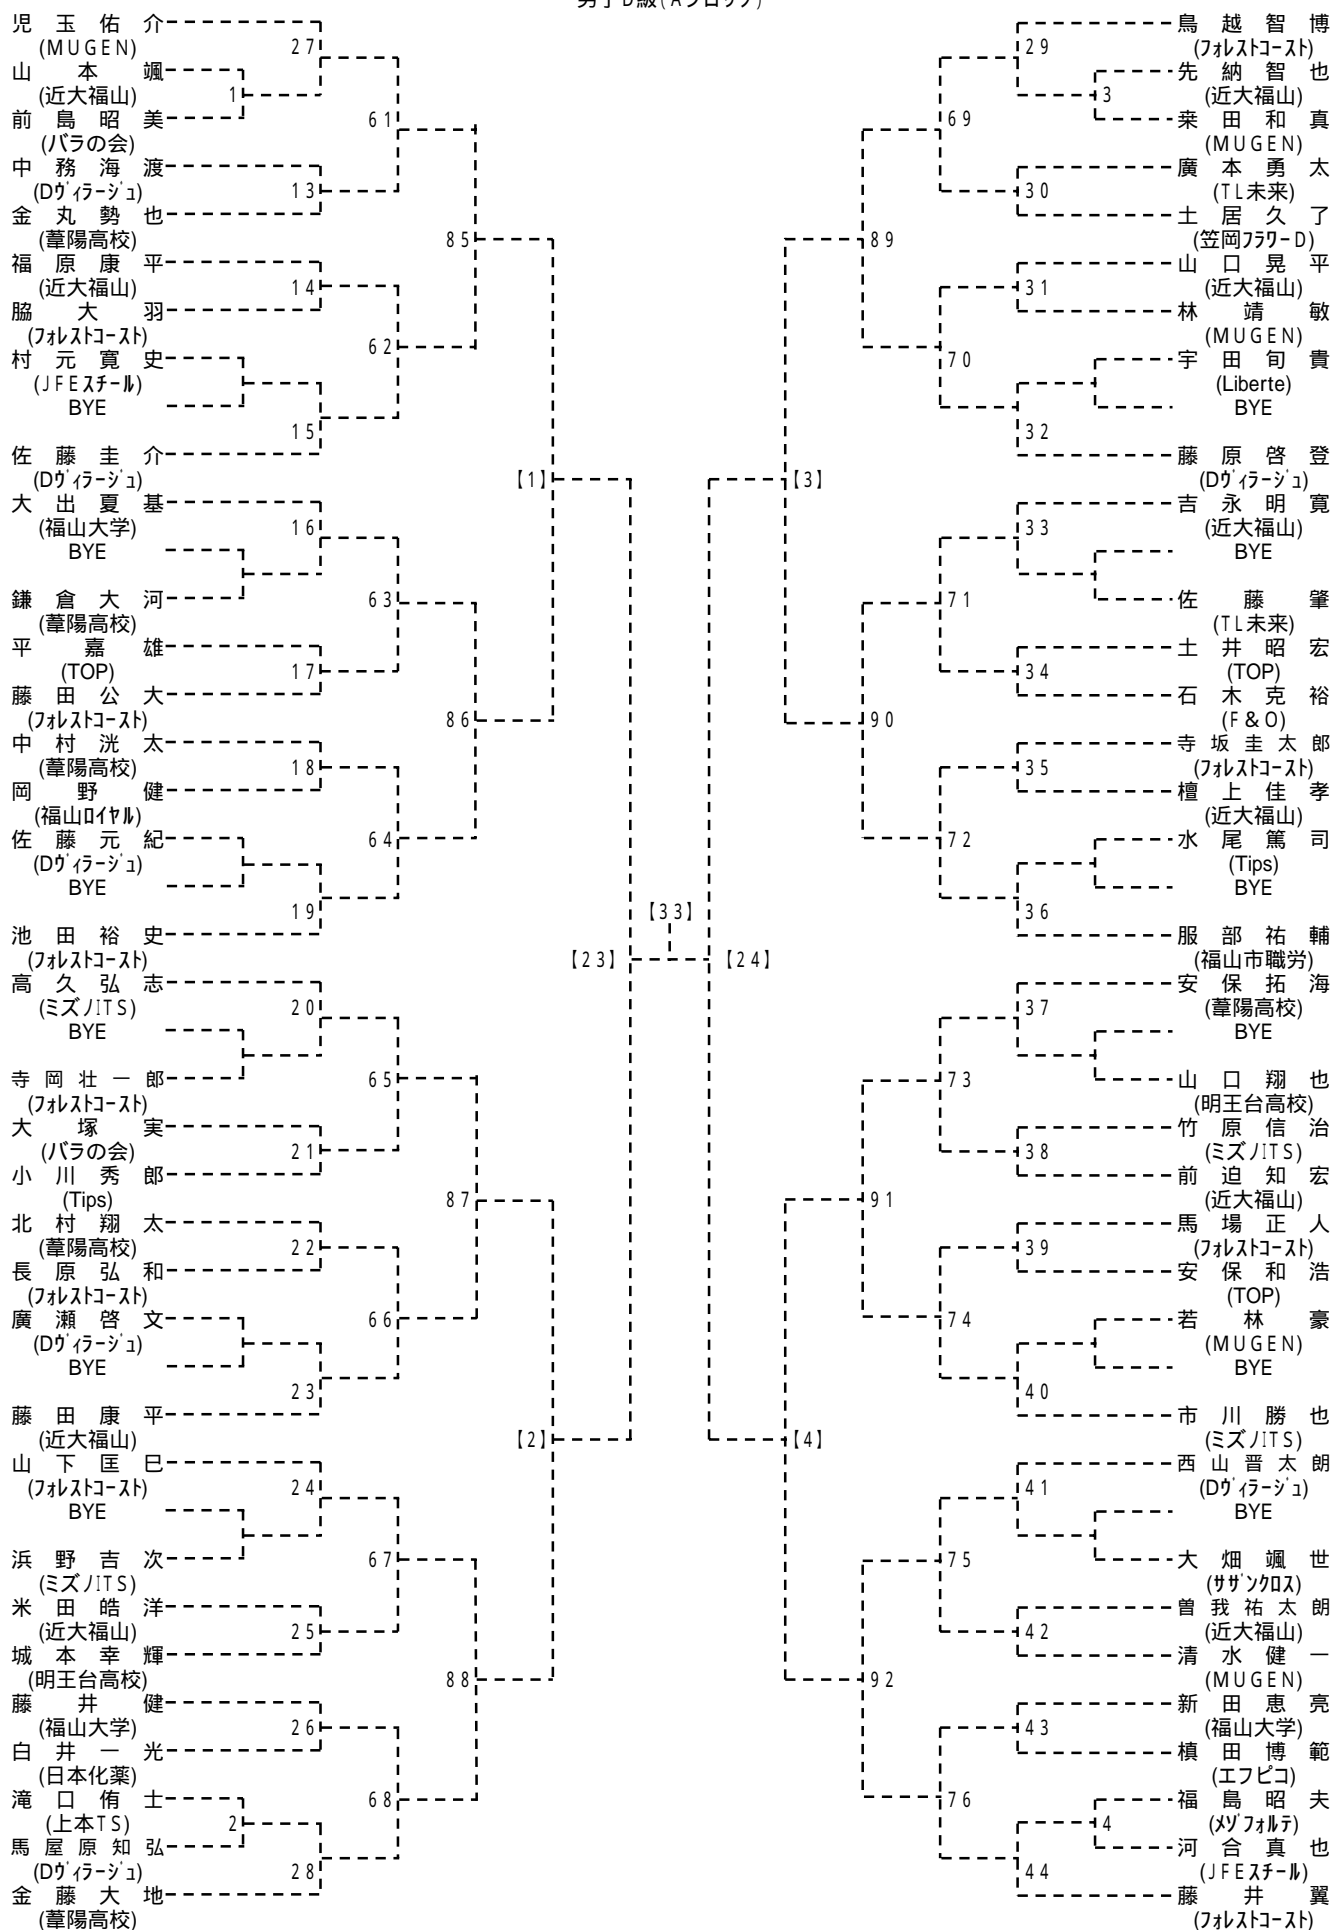 男子D級(Aブロック)
児玉佑介
(MUGEN)
27
山本颯
(近大福山)
1
前島昭美
(バラの会)
61
中務海渡
(Dヴィラージュ)
13
金丸勢也
(葦陽高校)
85
福原康平
(近大福山)
14
脇大羽
(フォレストコースト)
62
村元寛史
(JFEスチール)
BYE
15
佐藤圭介
(Dヴィラージュ)
【1】
大出夏基
(福山大学)
16
BYE
鎌倉大河
(葦陽高校)
63
平嘉雄
(TOP)
17
藤田公大
(フォレストコースト)
86
中村洸太
(葦陽高校)
18
岡野健
(福山ロイヤル)
佐藤元紀
(Dヴィラージュ)
64
BYE
19
池田裕史
(フォレストコースト)
【23】
【33】
【24】
高久弘志
(ミズノITS)
20
BYE
寺岡壮一郎
(フォレストコースト)
65
大塚実
(バラの会)
21
小川秀郎
(Tips)
87
北村翔太
(葦陽高校)
22
長原弘和
(フォレストコースト)
廣瀬啓文
(Dヴィラージュ)
66
BYE
23
藤田康平
(近大福山)
【2】
山下匡巳
(フォレストコースト)
24
BYE
浜野吉次
(ミズノITS)
67
米田皓洋
(近大福山)
25
城本幸輝
(明王台高校)
88
藤井健
(福山大学)
26
白井一光
(日本化薬)
滝口侑士
(上本TS)
68
2
馬屋原知弘
(Dヴィラージュ)
28
金藤大地
(葦陽高校)
鳥越智博
(フォレストコースト)
29
先納智也
(近大福山)
3
来田和真
(MUGEN)
69
廣本勇太
(TL未来)
30
土居久了
(笠岡フラワーD)
89
山口晃平
(近大福山)
31
林靖敏
(MUGEN)
70
宇田旬貴
(Liberte)
BYE
32
藤原啓登
(Dヴィラージュ)
【3】
吉永明寛
(近大福山)
33
BYE
佐藤肇
(TL未来)
71
土井昭宏
(TOP)
34
石木克裕
(F&O)
90
寺坂圭太郎
(フォレストコースト)
35
檀上佳孝
(近大福山)
水尾篤司
(Tips)
72
BYE
36
服部祐輔
(福山市職労)
安保拓海
(葦陽高校)
37
BYE
山口翔也
(明王台高校)
73
竹原信治
(ミズノITS)
38
前迫知宏
(近大福山)
91
馬場正人
(フォレストコースト)
39
安保和浩
(TOP)
若林豪
(MUGEN)
74
BYE
40
市川勝也
(ミズノITS)
【4】
西山晋太朗
(Dヴィラージュ)
41
BYE
大畑颯世
(サザンクロス)
75
曽我祐太朗
(近大福山)
42
清水健一
(MUGEN)
92
新田恵亮
(福山大学)
43
槙田博範
(エフピコ)
福島昭夫
(メゾフォルテ)
76
4
河合真也
(JFEスチール)
44
藤井翼
(フォレストコースト)